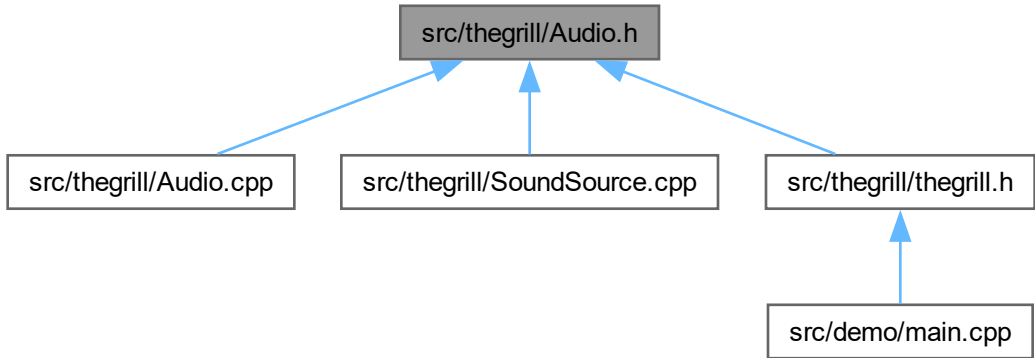 src/thegrill/Audio.h
src/thegrill/Audio.cpp
src/thegrill/SoundSource.cpp
src/thegrill/thegrill.h
src/demo/main.cpp